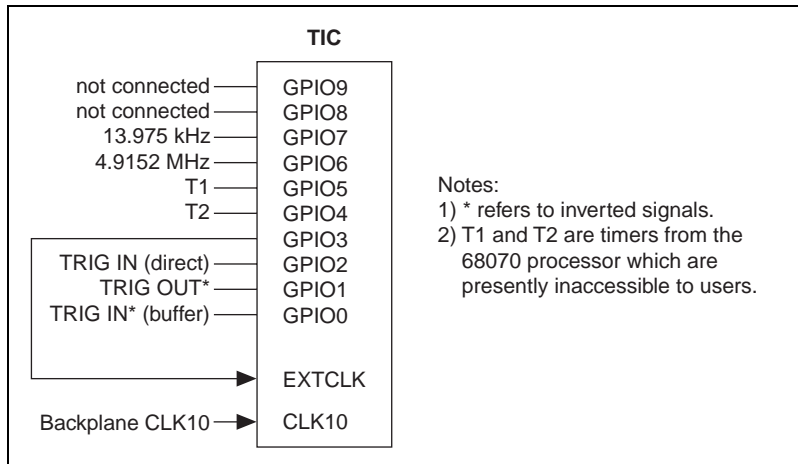 TIC
not connected GPIO9
not connected GPIO8
13.975 kHz GPIO7
4.9152 MHz GPIO6
T1 GPIO5
T2 GPIO4
GPIO3
TRIG IN (direct) GPIO2
TRIG OUT* GPIO1
TRIG IN* (buffer) GPIO0
EXTCLK
Backplane CLK10 CLK10
Notes:
1) * refers to inverted signals.
2) T1 and T2 are timers from the
68070 processor which are
presently inaccessible to users.